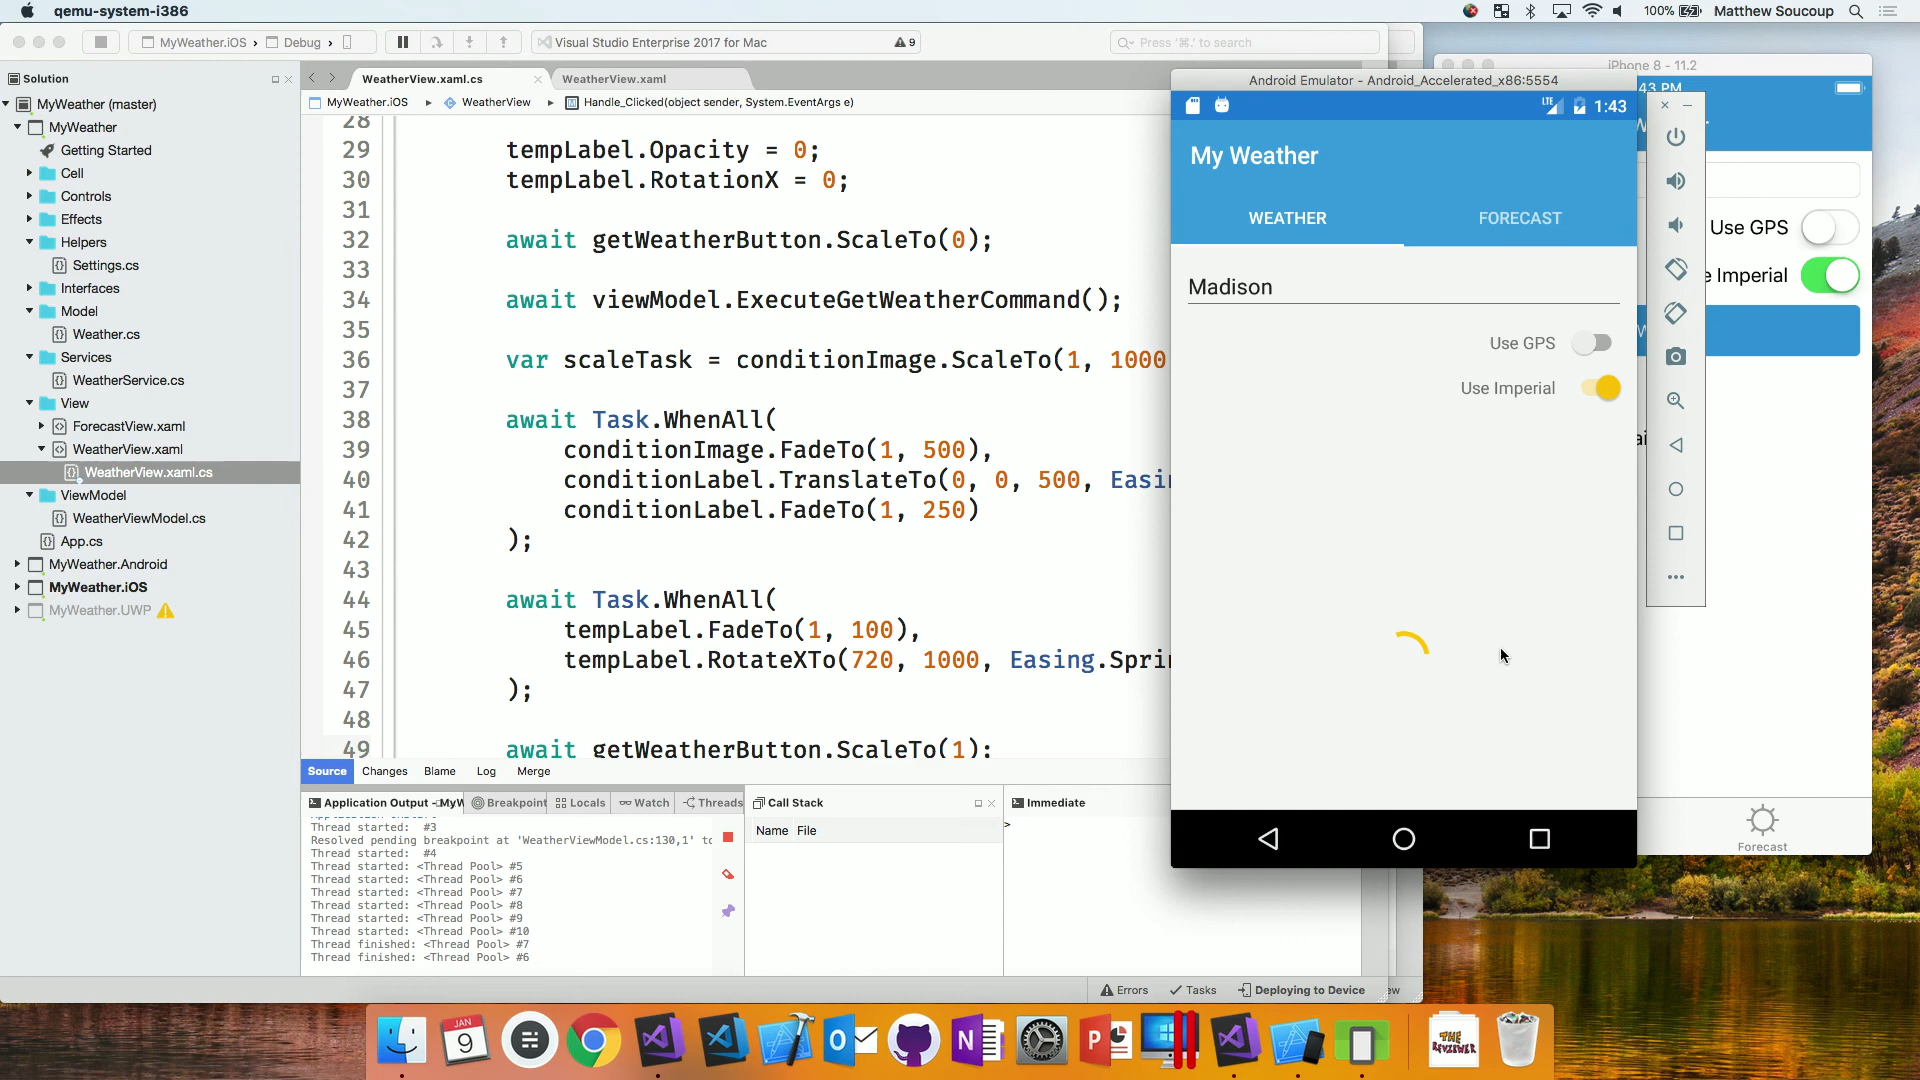 qemu-system-i386
100%
Matthew Soucoup
MyWeather.iOS
Debug
Visual Studio Enterprise 2017 for Mac
9
Press '⌘.' to search
Solution
MyWeather (master)
MyWeather
Getting Started
Cell
Controls
Effects
Helpers
Settings.cs
Interfaces
Model
Weather.cs
Services
WeatherService.cs
View
ForecastView.xaml
WeatherView.xaml
WeatherView.xaml.cs
ViewModel
WeatherViewModel.cs
App.cs
MyWeather.Android
MyWeather.iOS
MyWeather.UWP
WeatherView.xaml.cs
WeatherView.xaml
MyWeather.iOS
WeatherView
Handle_Clicked(object sender, System.EventArgs e)
28
29 tempLabel.Opacity = 0;
30 tempLabel.RotationX = 0;
31
32 await getWeatherButton.ScaleTo(0);
33
34 await viewModel.ExecuteGetWeatherCommand();
35
36 var scaleTask = conditionImage.ScaleTo(1, 1000
37
38 await Task.WhenAll(
39 conditionImage.FadeTo(1, 500),
40 conditionLabel.TranslateTo(0, 0, 500, Easi
41 conditionLabel.FadeTo(1, 250)
42 );
43
44 await Task.WhenAll(
45 tempLabel.FadeTo(1, 100),
46 tempLabel.RotateXTo(720, 1000, Easing.Spri
47 );
48
49 await getWeatherButton.ScaleTo(1);
Source
Changes
Blame
Log
Merge
Application Output - MyW
Breakpoint
Locals
Watch
Threads
Thread started: #3
Resolved pending breakpoint at 'WeatherViewModel.cs:130,1' to
Thread started: #4
Thread started: <Thread Pool> #5
Thread started: <Thread Pool> #6
Thread started: <Thread Pool> #7
Thread started: <Thread Pool> #8
Thread started: <Thread Pool> #9
Thread started: <Thread Pool> #10
Thread finished: <Thread Pool> #7
Thread finished: <Thread Pool> #6
Call Stack
Name File
Immediate
>
Errors
Tasks
Deploying to Device
ew
Android Emulator - Android_Accelerated_x86:5554
LTE
1:43
My Weather
WEATHER
FORECAST
Madison
Use GPS
Use Imperial
iPhone 8 - 11.2
43 PM
Use GPS
e Imperial
Forecast
JAN
9
THE
REVIEWER